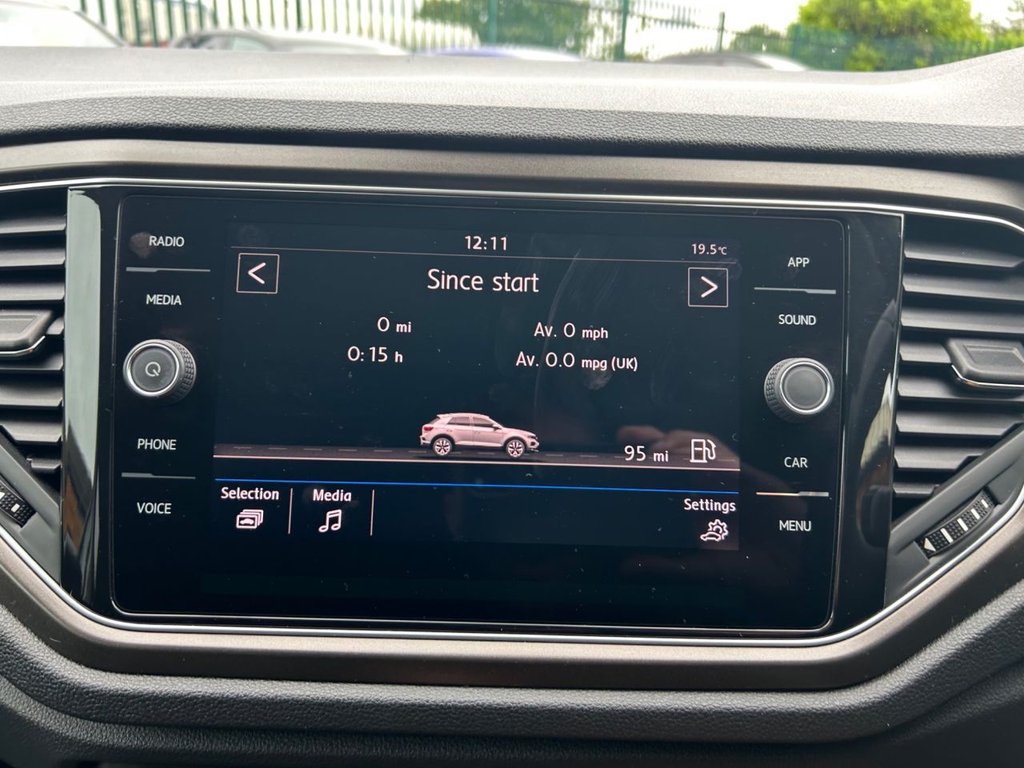 RADIO
MEDIA
PHONE
VOICE
12:11
19.5°C
<
Since start
>
0 mi
Av. 0 mph
0:15 h
Av. 0.0 mpg (UK)
95 mi
Selection
Media
Settings
APP
SOUND
CAR
MENU